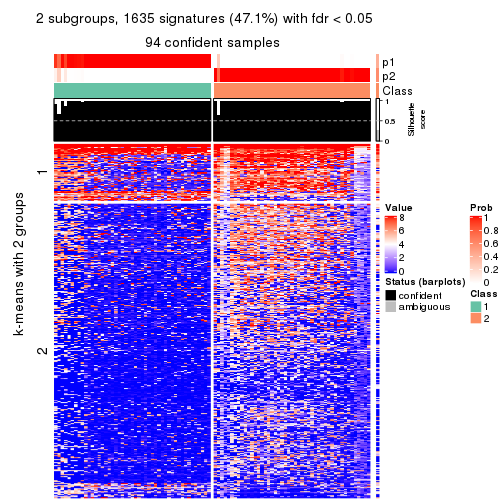 2 subgroups, 1635 signatures (47.1%) with fdr < 0.05
94 confident samples
p1
p2
Class
1
0.5
0
Silhouette
score
k-means with 2 groups
1
2
Value
8
6
4
2
0
Prob
1
0.8
0.6
0.4
0.2
0
Status (barplots)
confident
ambiguous
Class
1
2